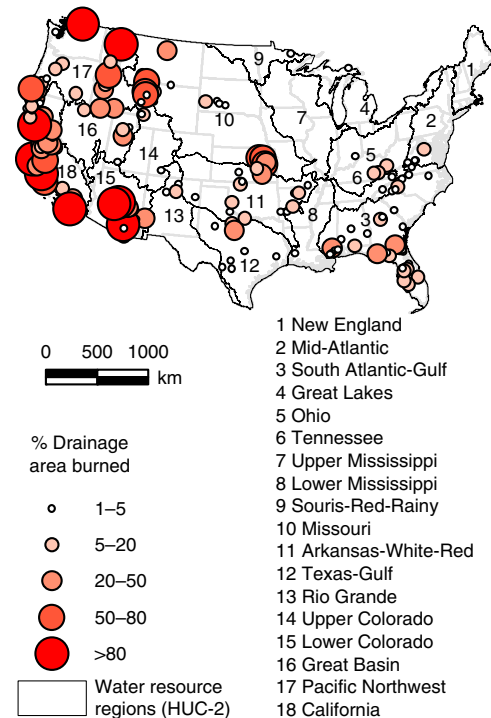 1
9
17
4
7
2
10
16
5
14
6
18
15
11
3
13
8
12
0 500 1000
km
% Drainage
area burned
1–5
5–20
20–50
50–80
>80
Water resource
regions (HUC-2)
1 New England
2 Mid-Atlantic
3 South Atlantic-Gulf
4 Great Lakes
5 Ohio
6 Tennessee
7 Upper Mississippi
8 Lower Mississippi
9 Souris-Red-Rainy
10 Missouri
11 Arkansas-White-Red
12 Texas-Gulf
13 Rio Grande
14 Upper Colorado
15 Lower Colorado
16 Great Basin
17 Pacific Northwest
18 California